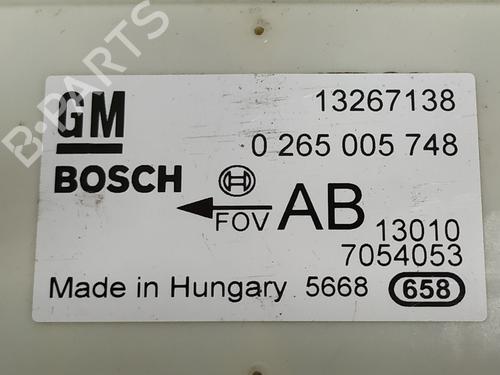 B-PARTS
GM 13267138
0 265 005 748
BOSCH
FOV AB 13010
7054053
Made in Hungary 5668 658